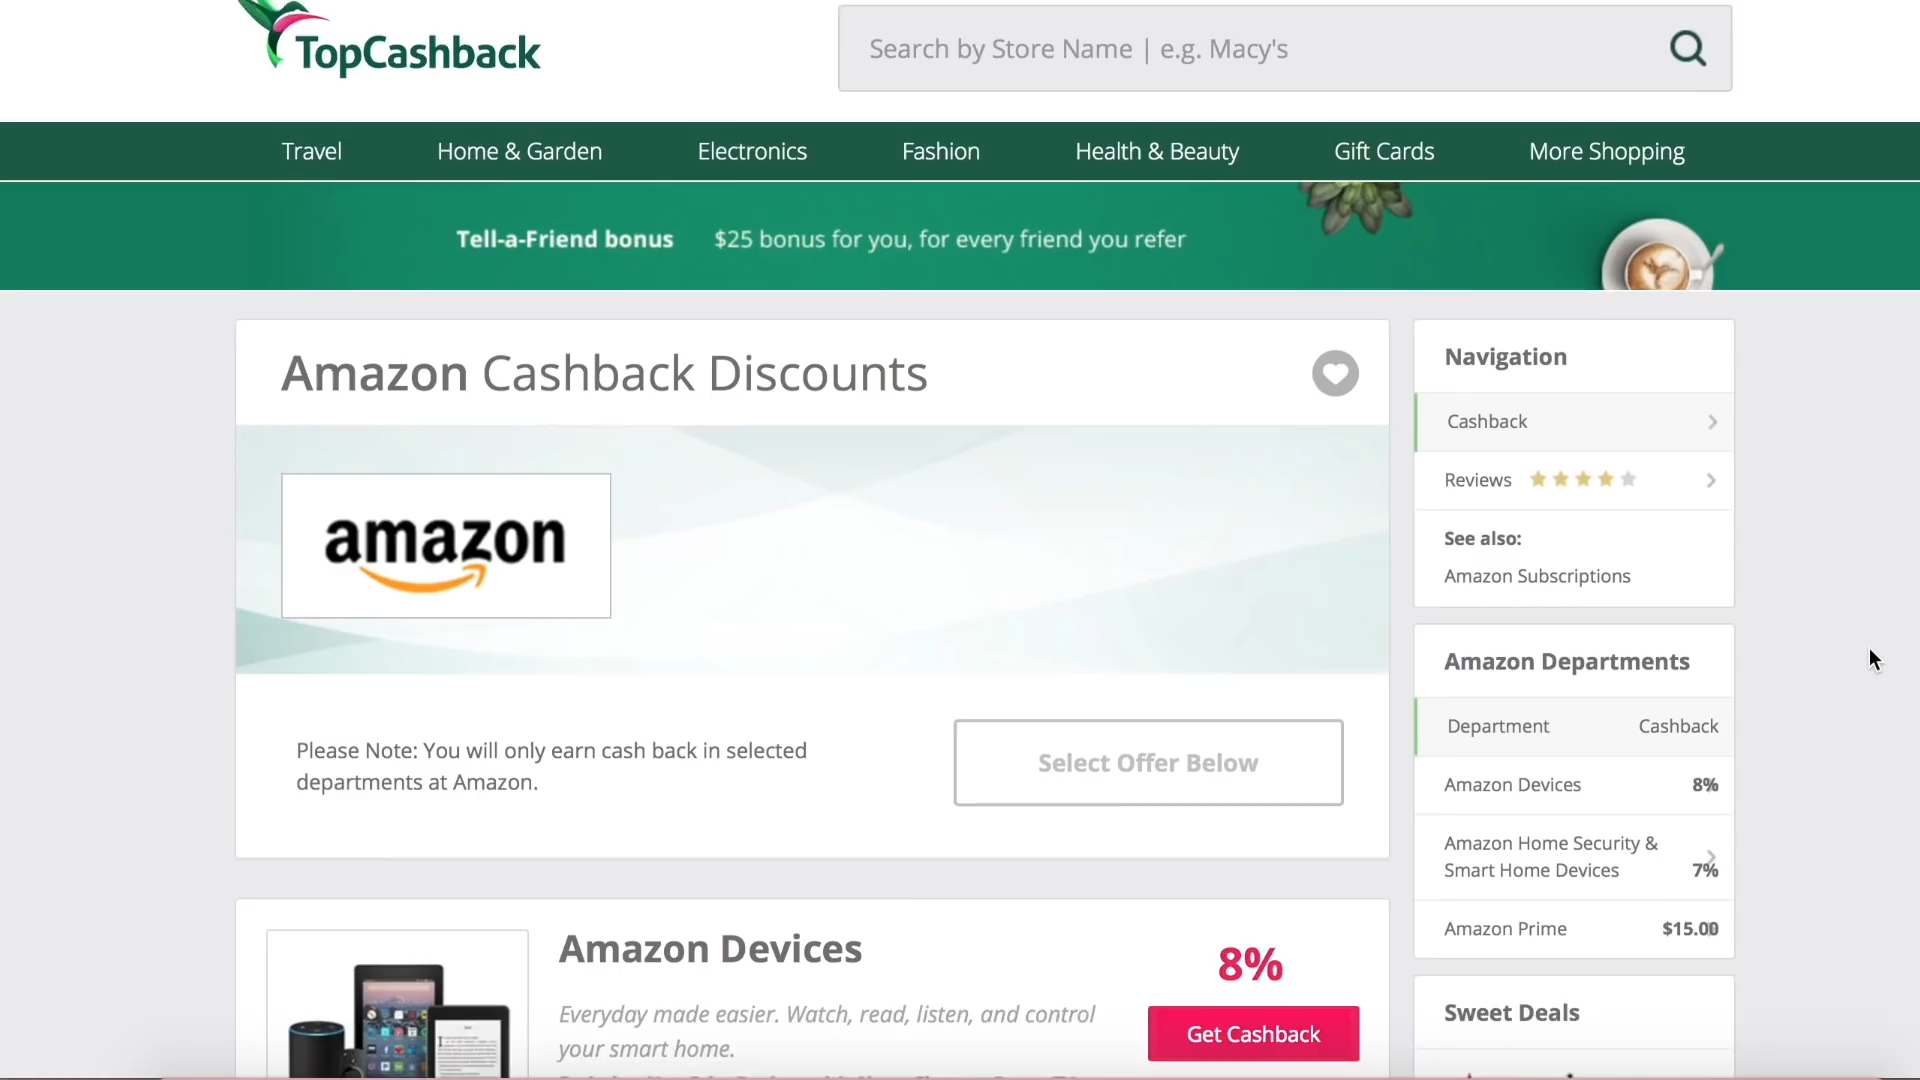 TopCashback
Search by Store Name | e.g. Macy's
Travel
Home & Garden
Electronics
Fashion
Health & Beauty
Gift Cards
More Shopping
Tell-a-Friend bonus $25 bonus for you, for every friend you refer
Amazon Cashback Discounts
amazon
Please Note: You will only earn cash back in selected
departments at Amazon.
Select Offer Below
Amazon Devices
Everyday made easier. Watch, read, listen, and control
your smart home.
8%
Get Cashback
Navigation
Cashback
Reviews
See also:
Amazon Subscriptions
Amazon Departments
Department Cashback
Amazon Devices 8%
Amazon Home Security &
Smart Home Devices 7%
Amazon Prime $15.00
Sweet Deals